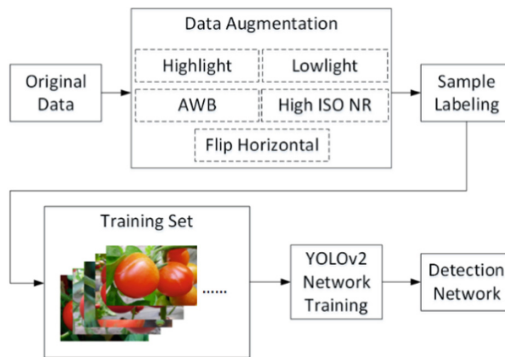 Data Augmentation
Original
Data
Highlight
Lowlight
AWB
High ISO NR
Flip Horizontal
Sample
Labeling
Training Set
......
YOLOv2
Network
Training
Detection
Network